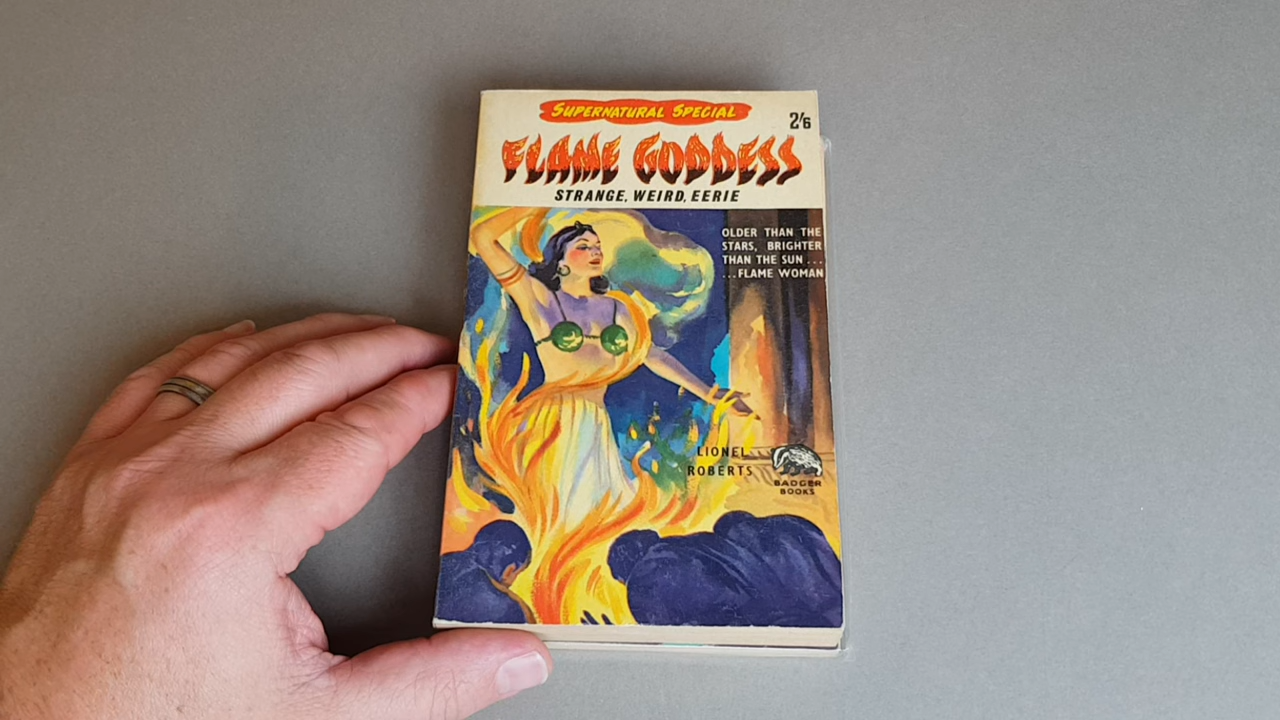 SUPERNATURAL SPECIAL
2/6
FLAME GODDESS
STRANGE, WEIRD, EERIE
OLDER THAN THE
STARS, BRIGHTER
THAN THE SUN ...
...FLAME WOMAN
LIONEL
ROBERTS
BADGER
BOOKS